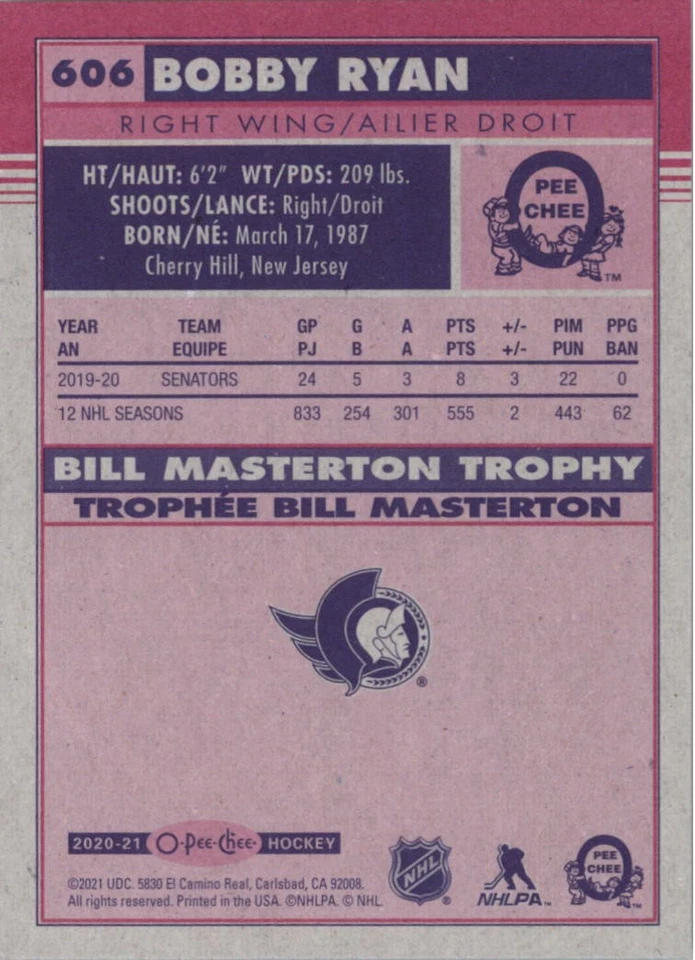 606 BOBBY RYAN
RIGHT WING/AILIER DROIT
HT/HAUT: 6'2" WT/PDS: 209 lbs.
SHOOTS/LANCE: Right/Droit
BORN/NÉ: March 17, 1987
Cherry Hill, New Jersey
PEE
CHEE
TM
YEAR TEAM GP G A PTS +/- PIM PPG
AN EQUIPE PJ B A PTS +/- PUN BAN
2019-20 SENATORS 24 5 3 8 3 22 0
12 NHL SEASONS 833 254 301 555 2 443 62
BILL MASTERTON TROPHY
TROPHÉE BILL MASTERTON
®
2020-21 O-Pee-Chee HOCKEY
©2021 UDC. 5830 El Camino Real, Carlsbad, CA 92008.
All rights reserved. Printed in the USA. ©NHLPA. © NHL.
NHL ®
NHLPA™
PEE
CHEE
TM